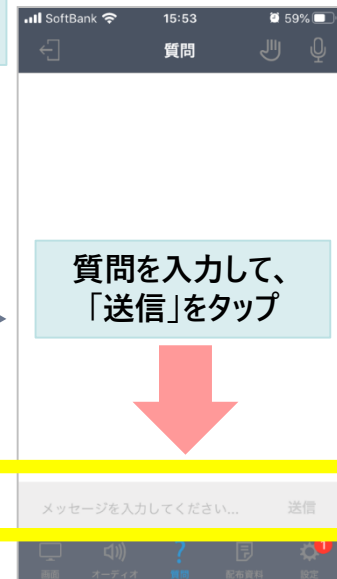 SoftBank 15:53 59%
質問
質問を入力して、
「送信」をタップ
メッセージを入力してください... 送信
1
画面 オーディオ 質問 配布資料 設定